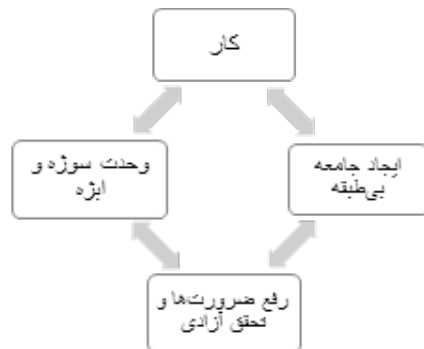 کار
ایجاد جامعه
بی‌طبقه
وحدت سوژه و
ابژه
رفع ضرورت‌ها و
تحقق آزادی